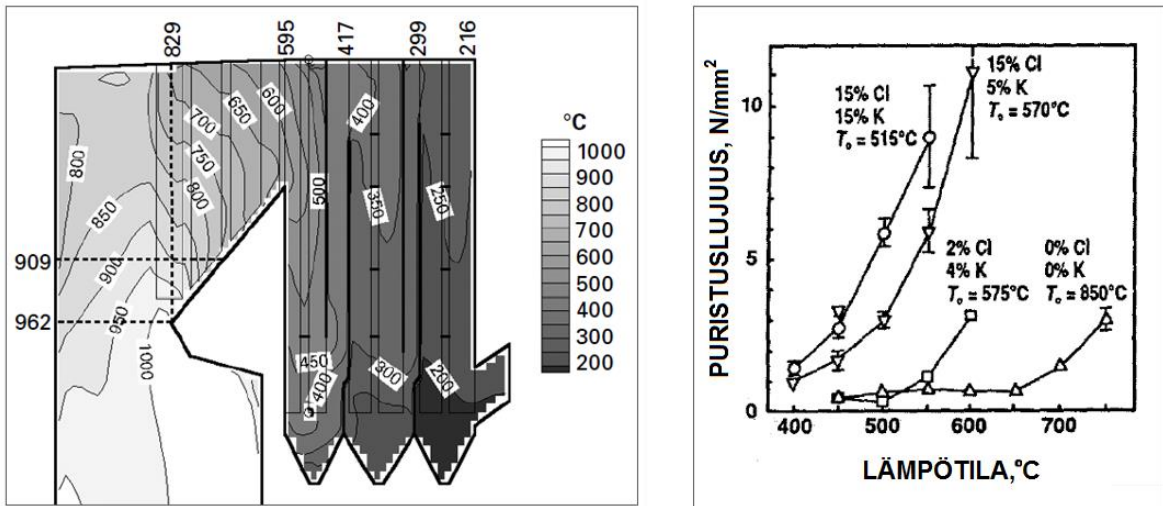 829
595
417
299
216
909
962
800
850
900
950
1000
700
750
800
650
600
500
400
350
250
450
400
300
200
°C
1000
900
800
700
600
500
400
300
200
PURISTUSLUJUUS, N/mm²
10
5
0
400
500
600
700
LÄMPÖTILA,°C
15% Cl
15% K
Tₒ = 515°C
15% Cl
5% K
Tₒ = 570°C
2% Cl
4% K
Tₒ = 575°C
0% Cl
0% K
Tₒ = 850°C